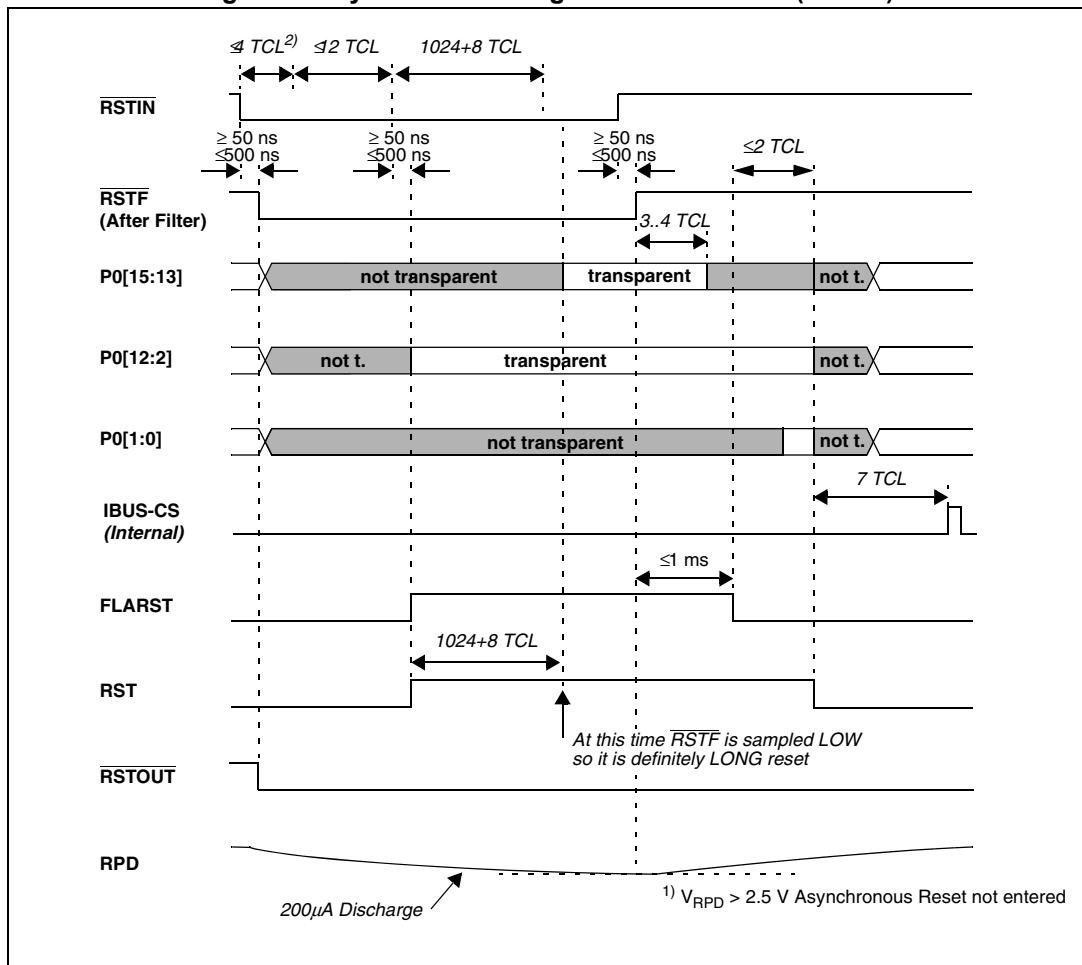 ≤4 TCL2) ≤12 TCL 1024+8 TCL
RSTIN
≥ 50 ns ≥ 50 ns ≥ 50 ns
≤500 ns ≤500 ns ≤500 ns
≤2 TCL
RSTF
(After Filter)
3..4 TCL
P0[15:13] not transparent transparent not t.
P0[12:2] not t. transparent not t.
P0[1:0] not transparent not t.
7 TCL
IBUS-CS
(Internal)
≤1 ms
FLARST
1024+8 TCL
RST
At this time RSTF is sampled LOW
so it is definitely LONG reset
RSTOUT
RPD
1) VRPD > 2.5 V Asynchronous Reset not entered
200µA Discharge